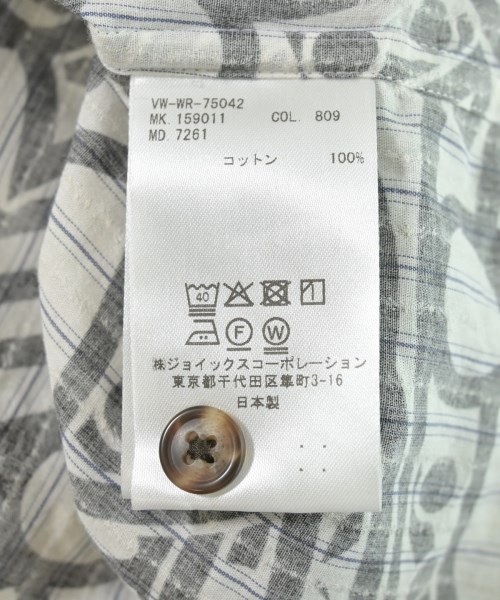 VW-WR-75042
MK. 159011 COL. 809
MD. 7261
コットン 100%
40
F W
株ジョイックスコーポレーション
東京都千代田区隼町3-16
日本製